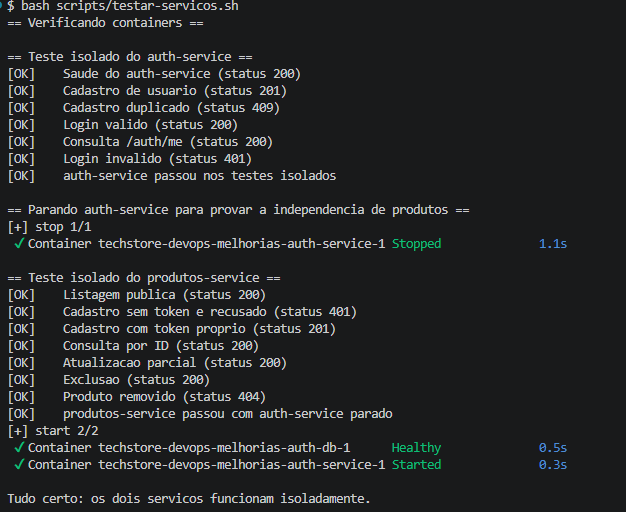 $ bash scripts/testar-servicos.sh
== Verificando containers ==
== Teste isolado do auth-service ==
[OK] Saude do auth-service (status 200)
[OK] Cadastro de usuario (status 201)
[OK] Cadastro duplicado (status 409)
[OK] Login valido (status 200)
[OK] Consulta /auth/me (status 200)
[OK] Login invalido (status 401)
[OK] auth-service passou nos testes isolados
== Parando auth-service para provar a independencia de produtos ==
[+] stop 1/1
✔ Container techstore-devops-melhorias-auth-service-1 Stopped 1.1s
== Teste isolado do produtos-service ==
[OK] Listagem publica (status 200)
[OK] Cadastro sem token e recusado (status 401)
[OK] Cadastro com token proprio (status 201)
[OK] Consulta por ID (status 200)
[OK] Atualizacao parcial (status 200)
[OK] Exclusao (status 200)
[OK] Produto removido (status 404)
[OK] produtos-service passou com auth-service parado
[+] start 2/2
✔ Container techstore-devops-melhorias-auth-db-1 Healthy 0.5s
✔ Container techstore-devops-melhorias-auth-service-1 Started 0.3s
Tudo certo: os dois servicos funcionam isoladamente.